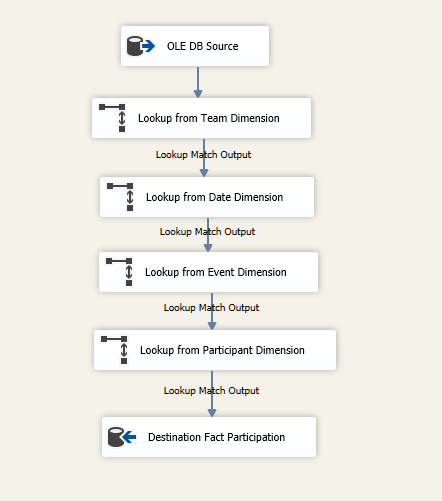 OLE DB Source
Lookup from Team Dimension
Lookup Match Output
Lookup from Date Dimension
Lookup Match Output
Lookup from Event Dimension
Lookup Match Output
Lookup from Participant Dimension
Lookup Match Output
Destination Fact Participation